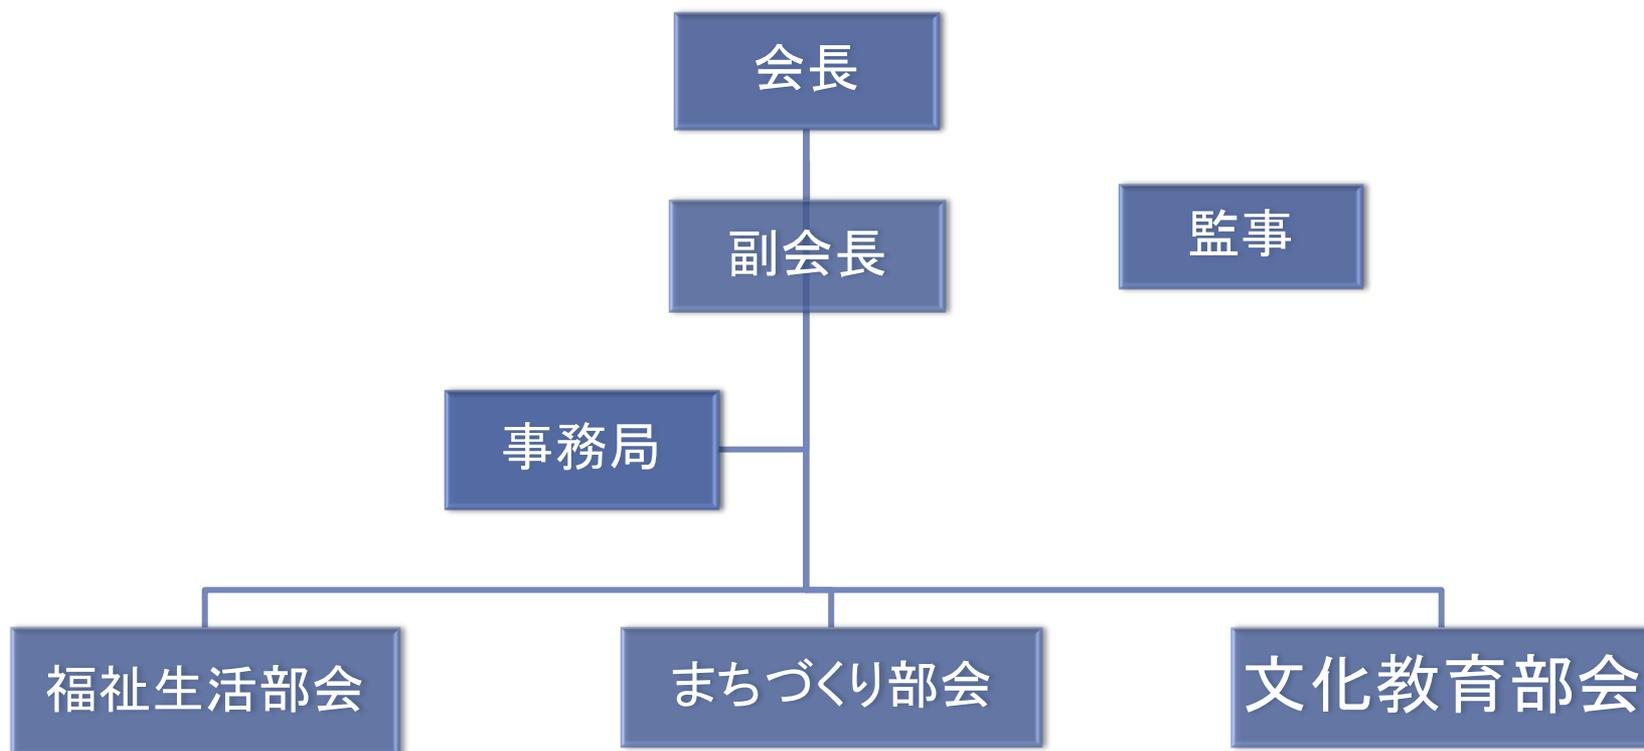 会長
副会長
監事
事務局
福祉生活部会
まちづくり部会
文化教育部会